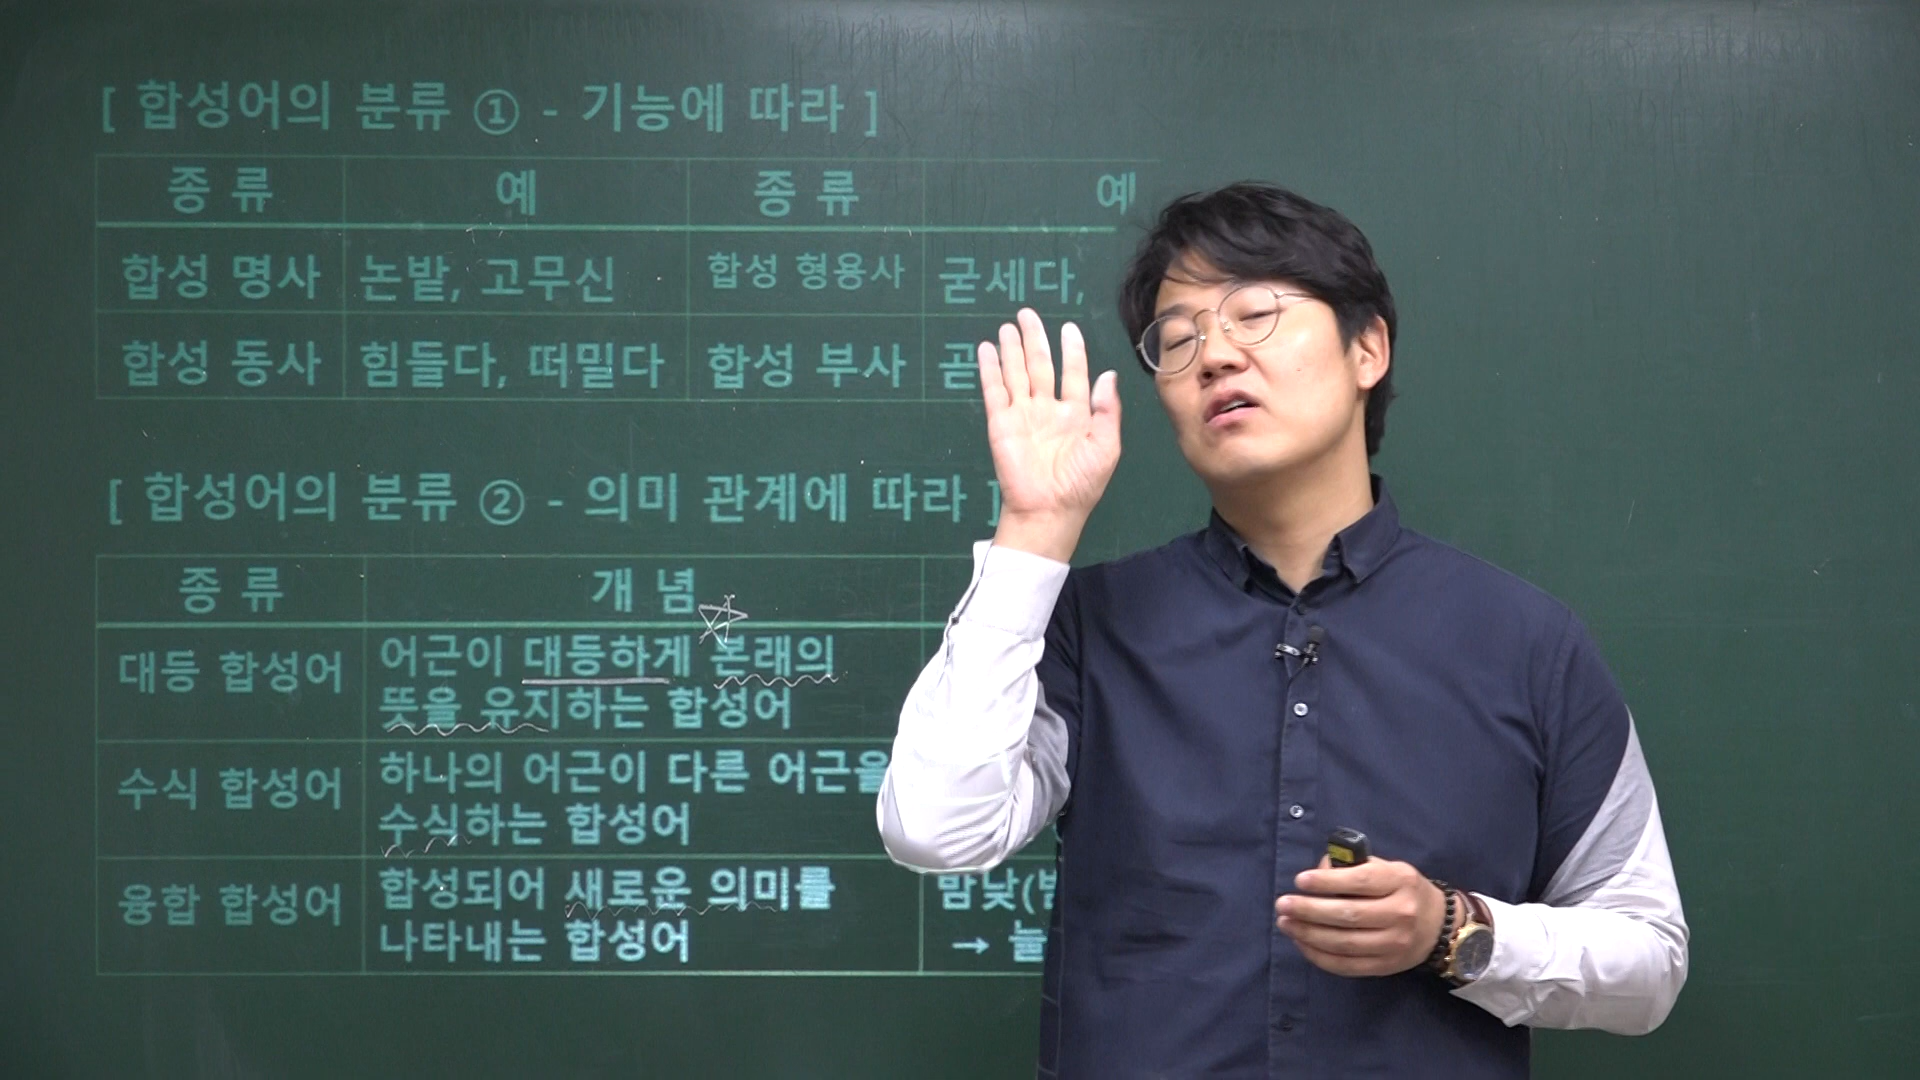 [ 합성어의 분류 ① - 기능에 따라 ]
종 류 예 종 류 예
합성 명사 논밭, 고무신 합성 형용사 굳세다,
합성 동사 힘들다, 떠밀다 합성 부사
[ 합성어의 분류 ② - 의미 관계에 따라 ]
종 류 개 념
대등 합성어 어근이 대등하게 본래의
뜻을 유지하는 합성어
수식 합성어 하나의 어근이 다른 어근을
수식하는 합성어
융합 합성어 합성되어 새로운 의미를 밤낮(
나타내는 합성어 → 늘